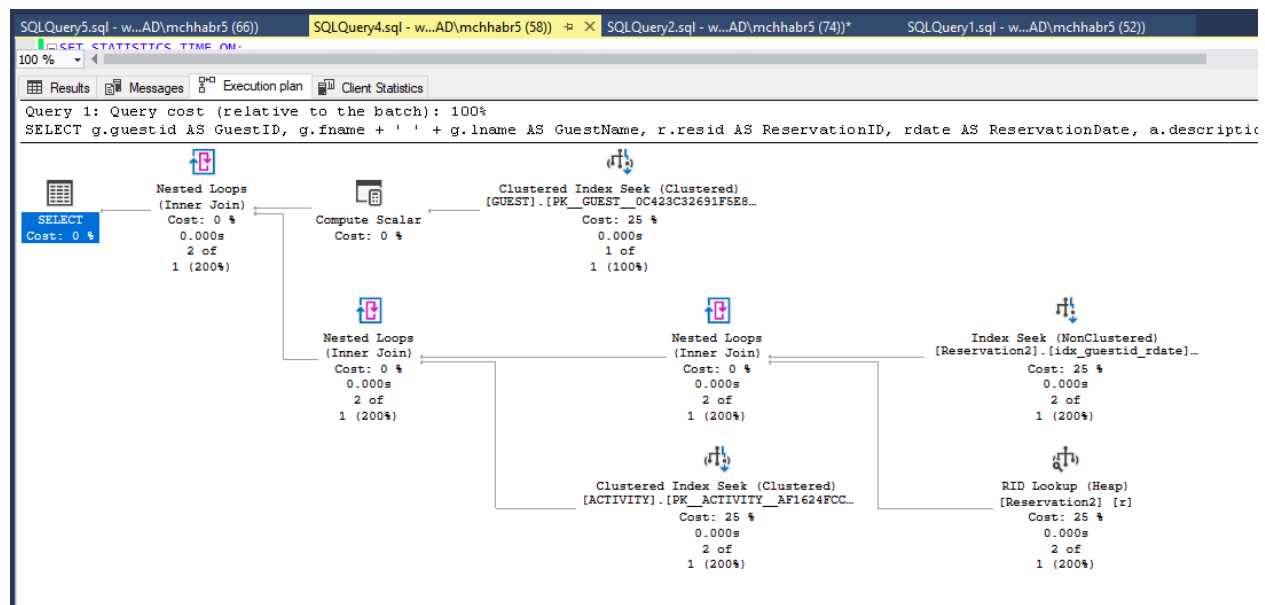 SQLQuery5.sql - w...AD\mchhabr5 (66))
SQLQuery4.sql - w...AD\mchhabr5 (58))
SQLQuery2.sql - w...AD\mchhabr5 (74))*
SQLQuery1.sql - w...AD\mchhabr5 (52))
SET STATISTICS TIME ON;
100 %
Results
Messages
Execution plan
Client Statistics
Query 1: Query cost (relative to the batch): 100%
SELECT g.guestid AS GuestID, g.fname + ' ' + g.lname AS GuestName, r.resid AS ReservationID, rdate AS ReservationDate, a.descriptio
SELECT
Cost: 0 %
Nested Loops
(Inner Join)
Cost: 0 %
0.000s
2 of
1 (200%)
Compute Scalar
Cost: 0 %
Clustered Index Seek (Clustered)
[GUEST].[PK__GUEST__0C423C32691F5E8…
Cost: 25 %
0.000s
1 of
1 (100%)
Nested Loops
(Inner Join)
Cost: 0 %
0.000s
2 of
1 (200%)
Nested Loops
(Inner Join)
Cost: 0 %
0.000s
2 of
1 (200%)
Index Seek (NonClustered)
[Reservation2].[idx_guestid_rdate]…
Cost: 25 %
0.000s
2 of
1 (200%)
Clustered Index Seek (Clustered)
[ACTIVITY].[PK__ACTIVITY__AF1624FCC…
Cost: 25 %
0.000s
2 of
1 (200%)
RID Lookup (Heap)
[Reservation2] [r]
Cost: 25 %
0.000s
2 of
1 (200%)